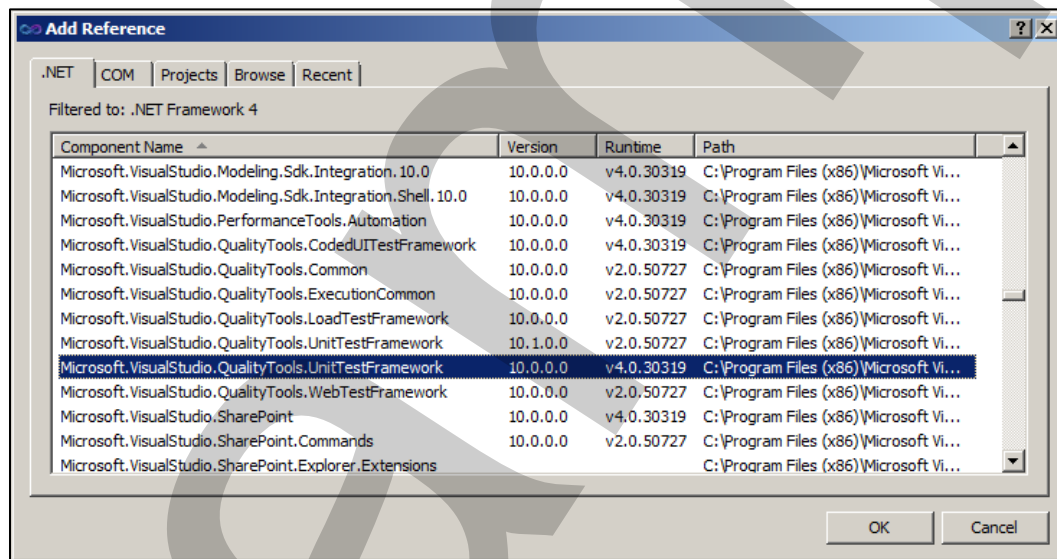 Add Reference
.NET COM Projects Browse Recent
Filtered to: .NET Framework 4
Component Name Version Runtime Path
Microsoft.VisualStudio.Modeling.Sdk.Integration.10.0 10.0.0.0 v4.0.30319 C:\Program Files (x86)\Microsoft Vi...
Microsoft.VisualStudio.Modeling.Sdk.Integration.Shell.10.0 10.0.0.0 v4.0.30319 C:\Program Files (x86)\Microsoft Vi...
Microsoft.VisualStudio.PerformanceTools.Automation 10.0.0.0 v4.0.30319 C:\Program Files (x86)\Microsoft Vi...
Microsoft.VisualStudio.QualityTools.CodedUITestFramework 10.0.0.0 v4.0.30319 C:\Program Files (x86)\Microsoft Vi...
Microsoft.VisualStudio.QualityTools.Common 10.0.0.0 v2.0.50727 C:\Program Files (x86)\Microsoft Vi...
Microsoft.VisualStudio.QualityTools.ExecutionCommon 10.0.0.0 v2.0.50727 C:\Program Files (x86)\Microsoft Vi...
Microsoft.VisualStudio.QualityTools.LoadTestFramework 10.0.0.0 v2.0.50727 C:\Program Files (x86)\Microsoft Vi...
Microsoft.VisualStudio.QualityTools.UnitTestFramework 10.1.0.0 v2.0.50727 C:\Program Files (x86)\Microsoft Vi...
Microsoft.VisualStudio.QualityTools.UnitTestFramework 10.0.0.0 v4.0.30319 C:\Program Files (x86)\Microsoft Vi...
Microsoft.VisualStudio.QualityTools.WebTestFramework 10.0.0.0 v2.0.50727 C:\Program Files (x86)\Microsoft Vi...
Microsoft.VisualStudio.SharePoint 10.0.0.0 v4.0.30319 C:\Program Files (x86)\Microsoft Vi...
Microsoft.VisualStudio.SharePoint.Commands 10.0.0.0 v2.0.50727 C:\Program Files (x86)\Microsoft Vi...
Microsoft.VisualStudio.SharePoint.Explorer.Extensions C:\Program Files (x86)\Microsoft Vi...
OK Cancel